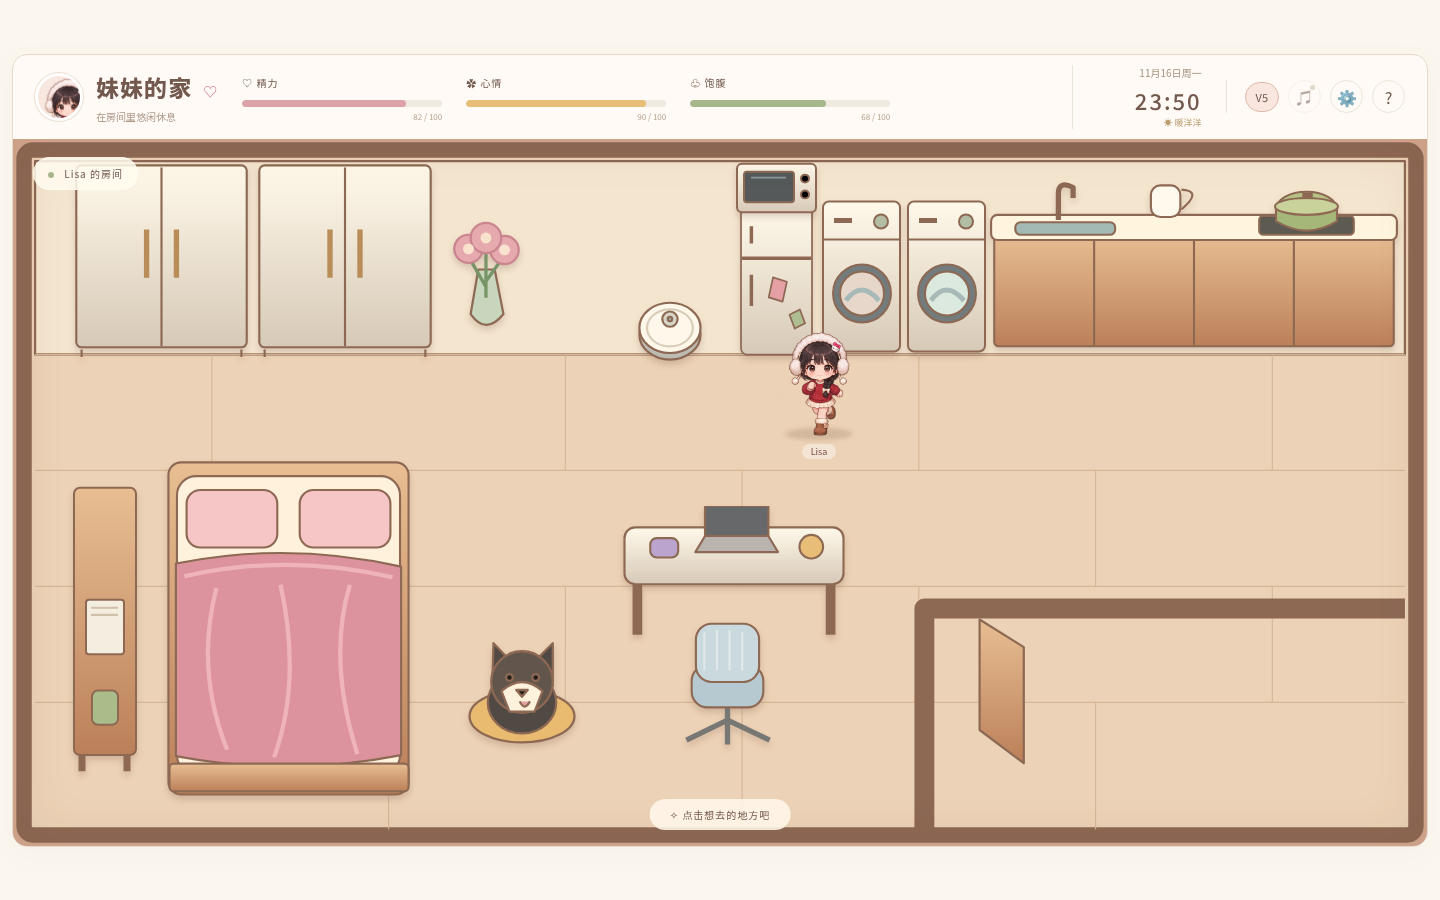 妹妹的家 ♡
在房间里悠闲休息
♡ 精力
82 / 100
✽ 心情
90 / 100
♧ 饱腹
68 / 100
11月16日周一
23:50
☀ 暖洋洋
V5
?
Lisa 的房间
Lisa
✧ 点击想去的地方吧